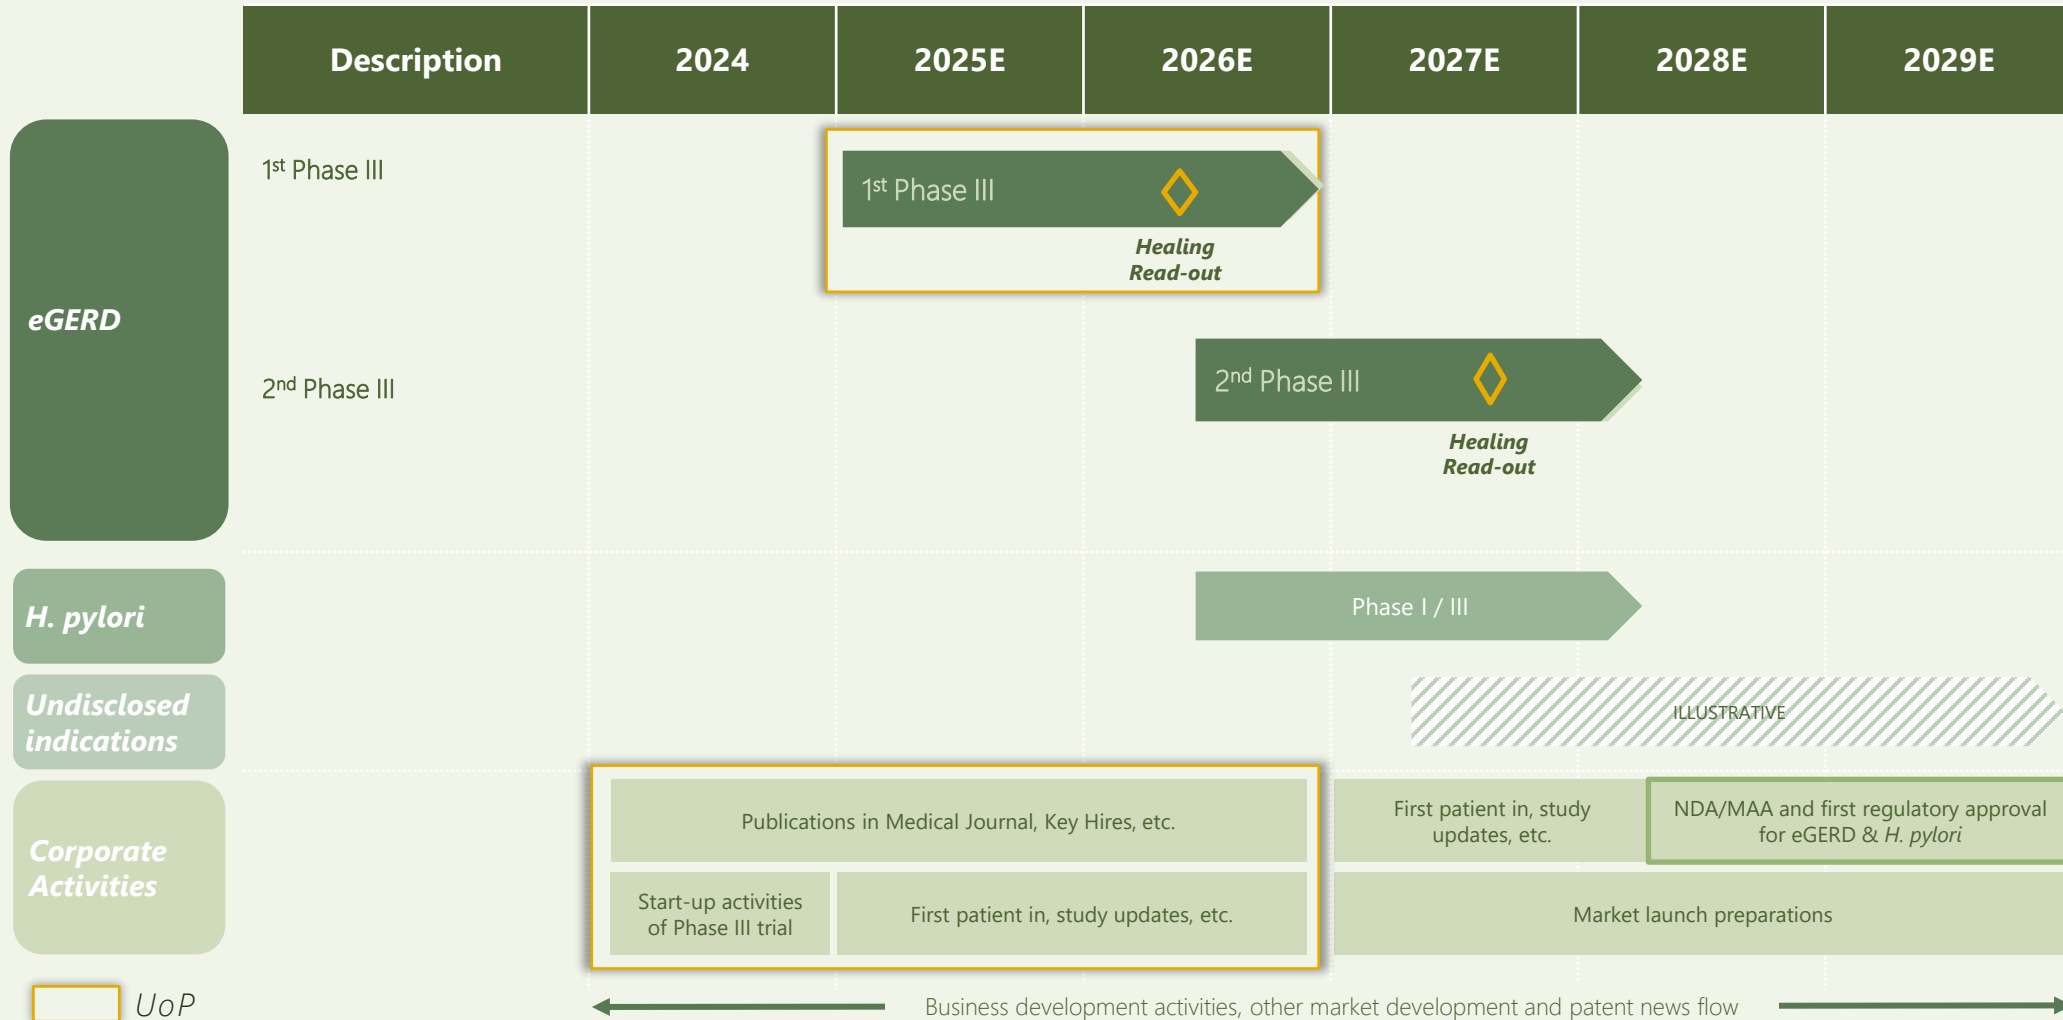 Description 2024 2025E 2026E 2027E 2028E 2029E
eGERD
1st Phase III
1st Phase III
Healing
Read-out
2nd Phase III
2nd Phase III
Healing
Read-out
H. pylori
Phase I / III
Undisclosed
indications
ILLUSTRATIVE
Corporate
Activities
Publications in Medical Journal, Key Hires, etc.
First patient in, study
updates, etc.
NDA/MAA and first regulatory approval
for eGERD & H. pylori
Start-up activities
of Phase III trial
First patient in, study updates, etc.
Market launch preparations
UoP
Business development activities, other market development and patent news flow